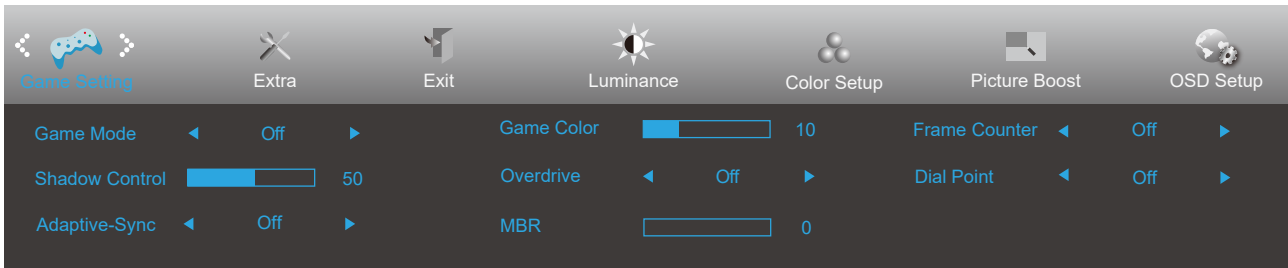 Game Setting Extra Exit Luminance Color Setup Picture Boost OSD Setup
Game Mode Off Game Color 10 Frame Counter Off
Shadow Control 50 Overdrive Off Dial Point Off
Adaptive-Sync Off MBR 0